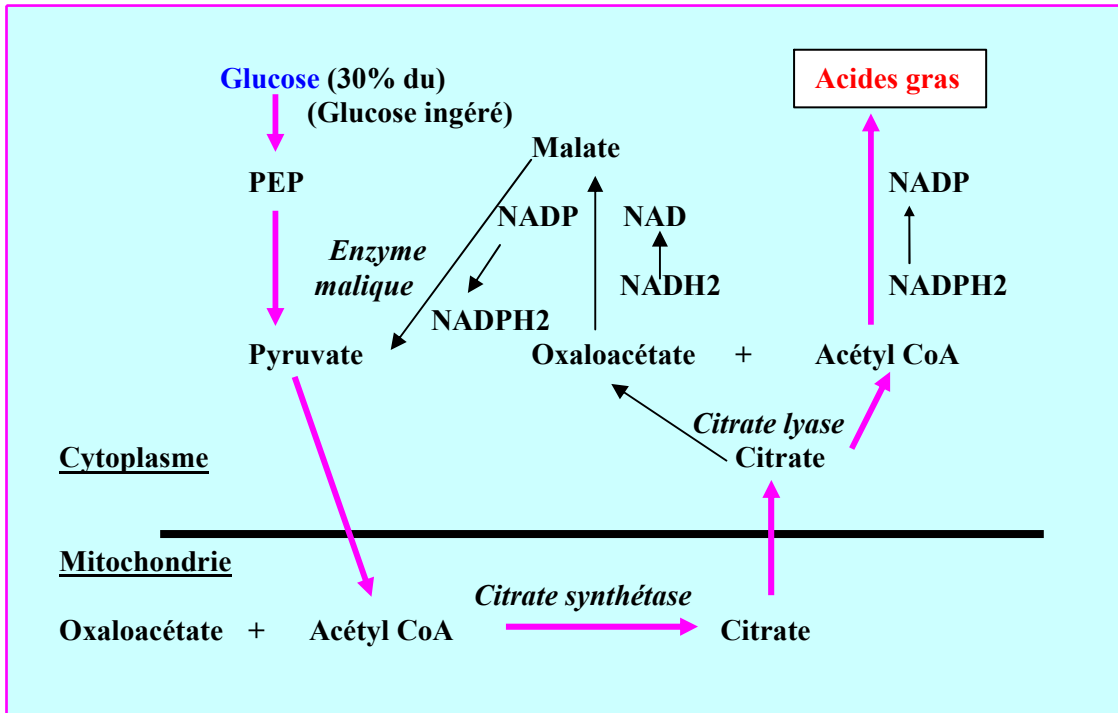 Glucose (30% du)
(Glucose ingéré)
Acides gras
Malate
PEP
NADP
NADP
NAD
Enzyme
malique
NADH2
NADPH2
NADPH2
Pyruvate
Oxaloacétate + Acétyl CoA
Citrate lyase
Citrate
Cytoplasme
Mitochondrie
Citrate synthétase
Oxaloacétate + Acétyl CoA
Citrate